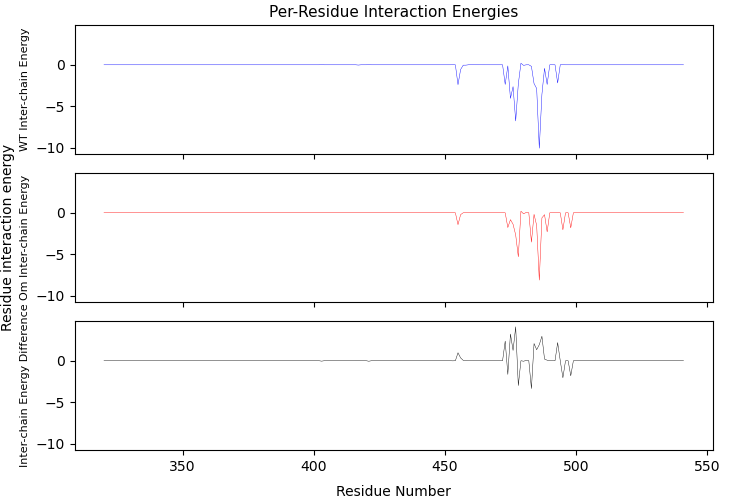 Per-Residue Interaction Energies
Residue interaction energy
WT Inter-chain Energy
0
−5
−10
Om Inter-chain Energy
0
−5
−10
Inter-chain Energy Difference
0
−5
−10
350
400
450
500
550
Residue Number